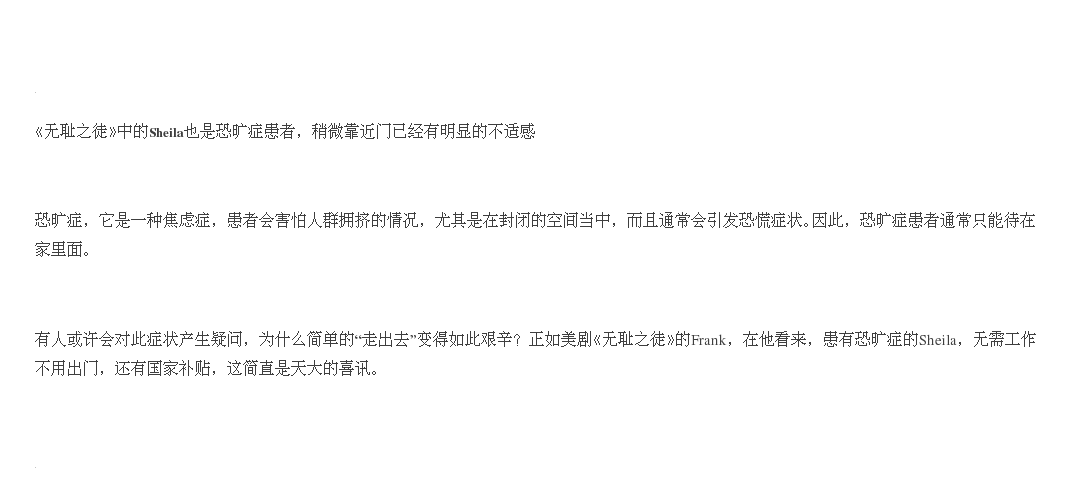 《无耻之徒》中的Sheila也是恐旷症患者，稍微靠近门已经有明显的不适感
恐旷症，它是一种焦虑症，患者会害怕人群拥挤的情况，尤其是在封闭的空间当中，而且通常会引发恐慌症状。因此，恐旷症患者通常只能待在
家里面。
有人或许会对此症状产生疑问，为什么简单的“走出去”变得如此艰辛？正如美剧《无耻之徒》的Frank，在他看来，患有恐旷症的Sheila，无需工作
不用出门，还有国家补贴，这简直是天大的喜讯。